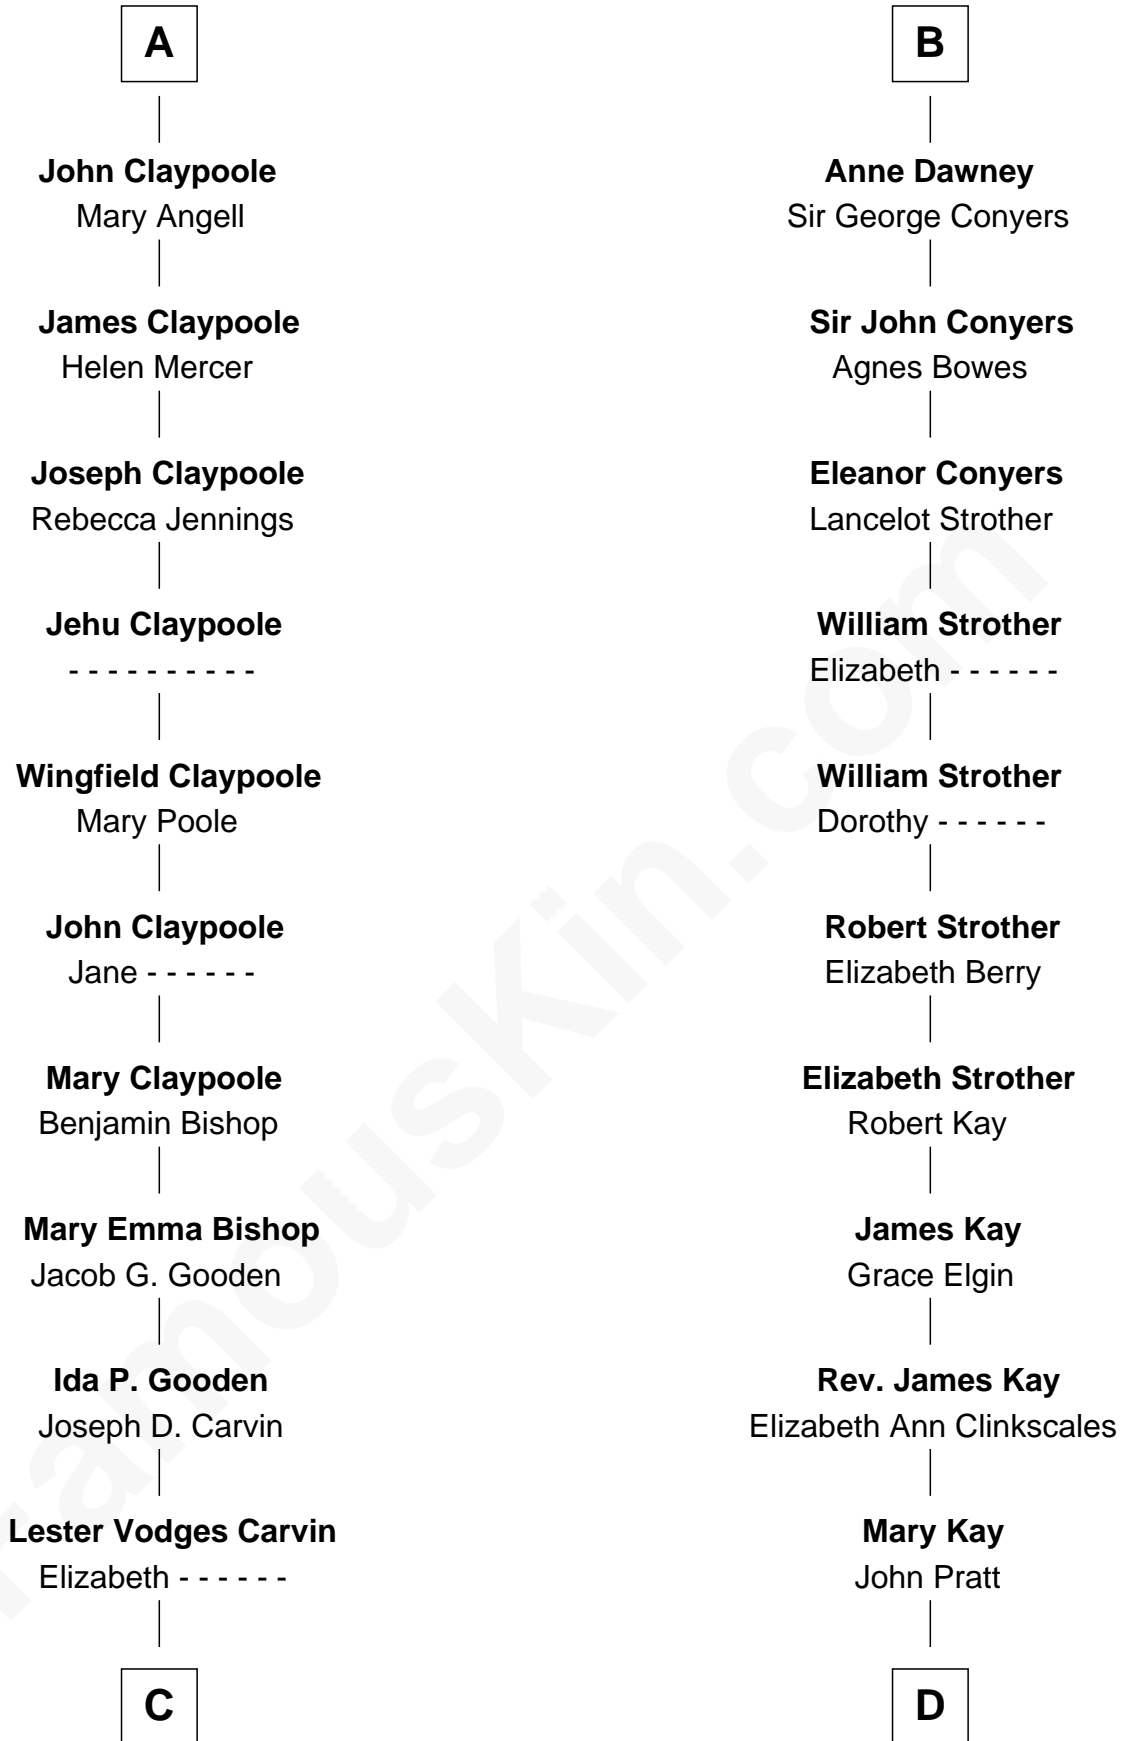 A
John Claypoole
Mary Angell
James Claypoole
Helen Mercer
Joseph Claypoole
Rebecca Jennings
Jehu Claypoole
- - - - - - - - - -
Wingfield Claypoole
Mary Poole
John Claypoole
Jane - - - - - -
Mary Claypoole
Benjamin Bishop
Mary Emma Bishop
Jacob G. Gooden
Ida P. Gooden
Joseph D. Carvin
Lester Vodges Carvin
Elizabeth - - - - - -
C
B
Anne Dawney
Sir George Conyers
Sir John Conyers
Agnes Bowes
Eleanor Conyers
Lancelot Strother
William Strother
Elizabeth - - - - - -
William Strother
Dorothy - - - - - -
Robert Strother
Elizabeth Berry
Elizabeth Strother
Robert Kay
James Kay
Grace Elgin
Rev. James Kay
Elizabeth Ann Clinkscales
Mary Kay
John Pratt
D
FamousKin.com